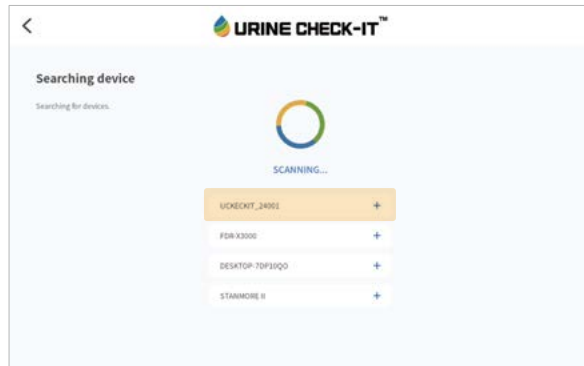 URINE CHECK-IT™
Searching device
Searching for devices.
SCANNING...
UCKECKIT_24001
FDR-X3000
DESKTOP-7DP10QO
STANMORE II